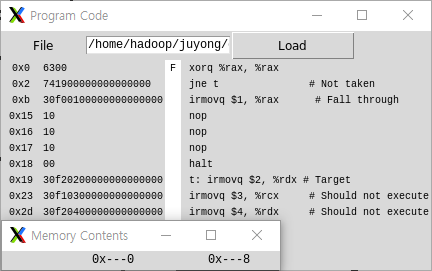 Program Code
File /home/hadoop/juyong/ Load
0x0 6300 F xorq %rax, %rax
0x2 741900000000000000 jne t # Not taken
0xb 30f00100000000000000 irmovq $1, %rax # Fall through
0x15 10 nop
0x16 10 nop
0x17 10 nop
0x18 00 halt
0x19 30f20200000000000000 t: irmovq $2, %rdx # Target
0x23 30f10300000000000000 irmovq $3, %rcx # Should not execute
0x2d 30f20400000000000000 irmovq $4, %rdx # Should not execute
Memory Contents
0x---0 0x---8